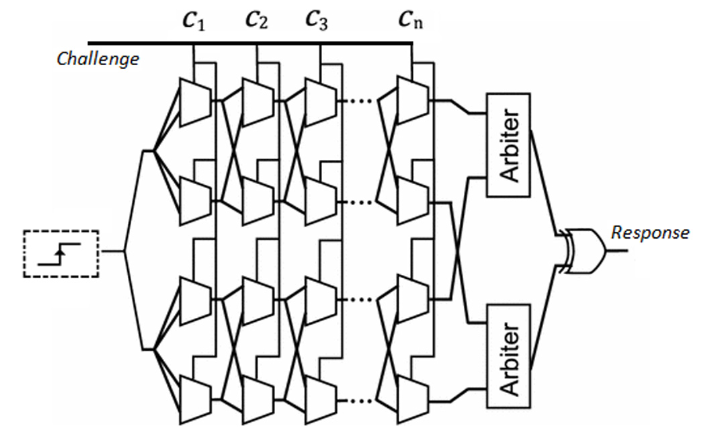 C1 C2 C3 Cn
Challenge
Arbiter
Response
Arbiter